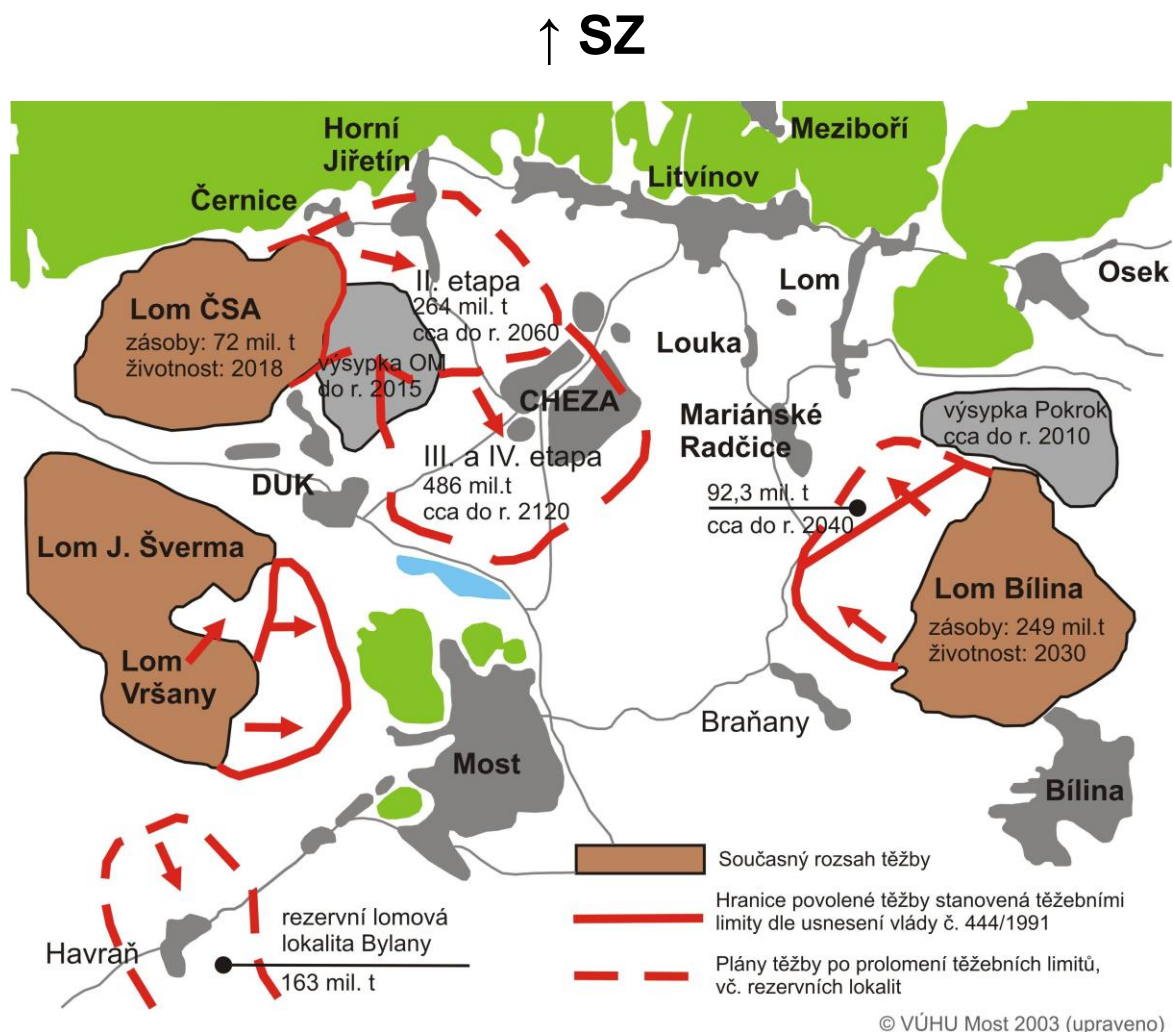 ↑ SZ
Horní
Jiřetín
Meziboří
Litvínov
Černice
Osek
Lom
II. etapa
264 mil. t
cca do r. 2060
Lom ČSA
zásoby: 72 mil. t
životnost: 2018
výsypka OM
do r. 2015
Louka
CHEZA
Mariánské
Radčice
výsypka Pokrok
cca do r. 2010
III. a IV. etapa
486 mil.t
cca do r. 2120
DUK
92,3 mil. t
cca do r. 2040
Lom J. Šverma
Lom Bílina
zásoby: 249 mil.t
životnost: 2030
Lom
Vršany
Braňany
Most
Bílina
Současný rozsah těžby
Hranice povolené těžby stanovená těžebními
limity dle usnesení vlády č. 444/1991
rezervní lomová
lokalita Bylany
163 mil. t
Havraň
Plány těžby po prolomení těžebních limitů,
vč. rezervních lokalit
© VÚHU Most 2003 (upraveno)